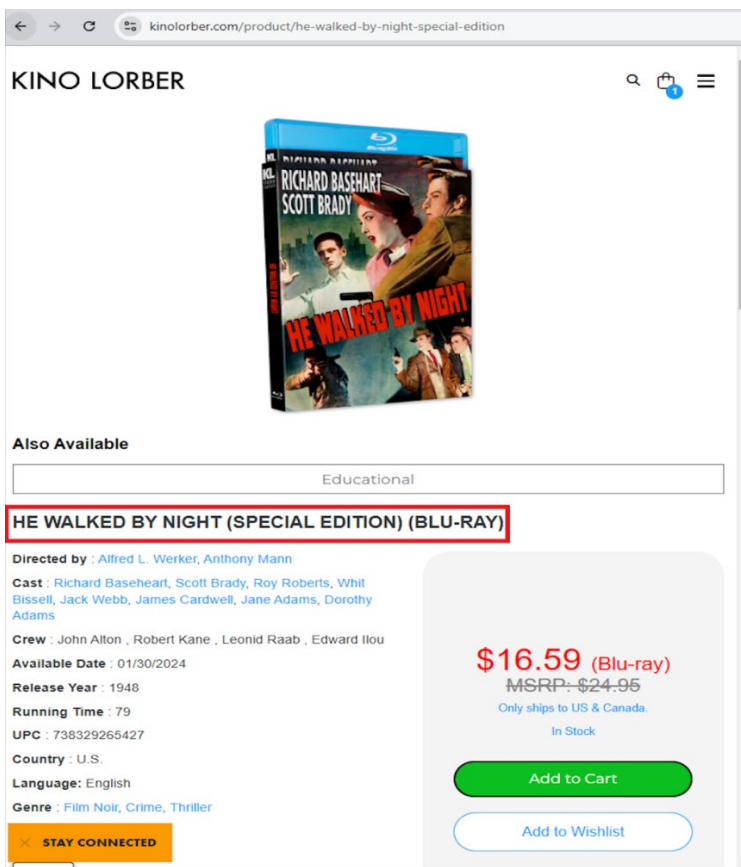 kinolorber.com/product/he-walked-by-night-special-edition
KINO LORBER
1
Blu-ray Disc
KL
RICHARD BASEHART
KL
RICHARD BASEHART
SCOTT BRADY
HE WALKED BY NIGHT
HE WALKED BY NIGHT
Also Available
Educational
HE WALKED BY NIGHT (SPECIAL EDITION) (BLU-RAY)
Directed by : Alfred L. Werker, Anthony Mann
Cast : Richard Baseheart, Scott Brady, Roy Roberts, Whit
Bissell, Jack Webb, James Cardwell, Jane Adams, Dorothy
Adams
Crew : John Alton , Robert Kane , Leonid Raab , Edward Ilou
Available Date : 01/30/2024
Release Year : 1948
Running Time : 79
UPC : 738329265427
Country : U.S.
Language: English
Genre : Film Noir, Crime, Thriller
STAY CONNECTED
$16.59 (Blu-ray)
MSRP: $24.95
Only ships to US & Canada.
In Stock
Add to Cart
Add to Wishlist